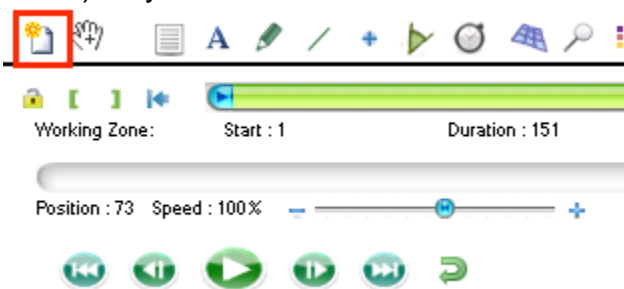 A
Working Zone: Start : 1 Duration : 151
Position : 73 Speed : 100%